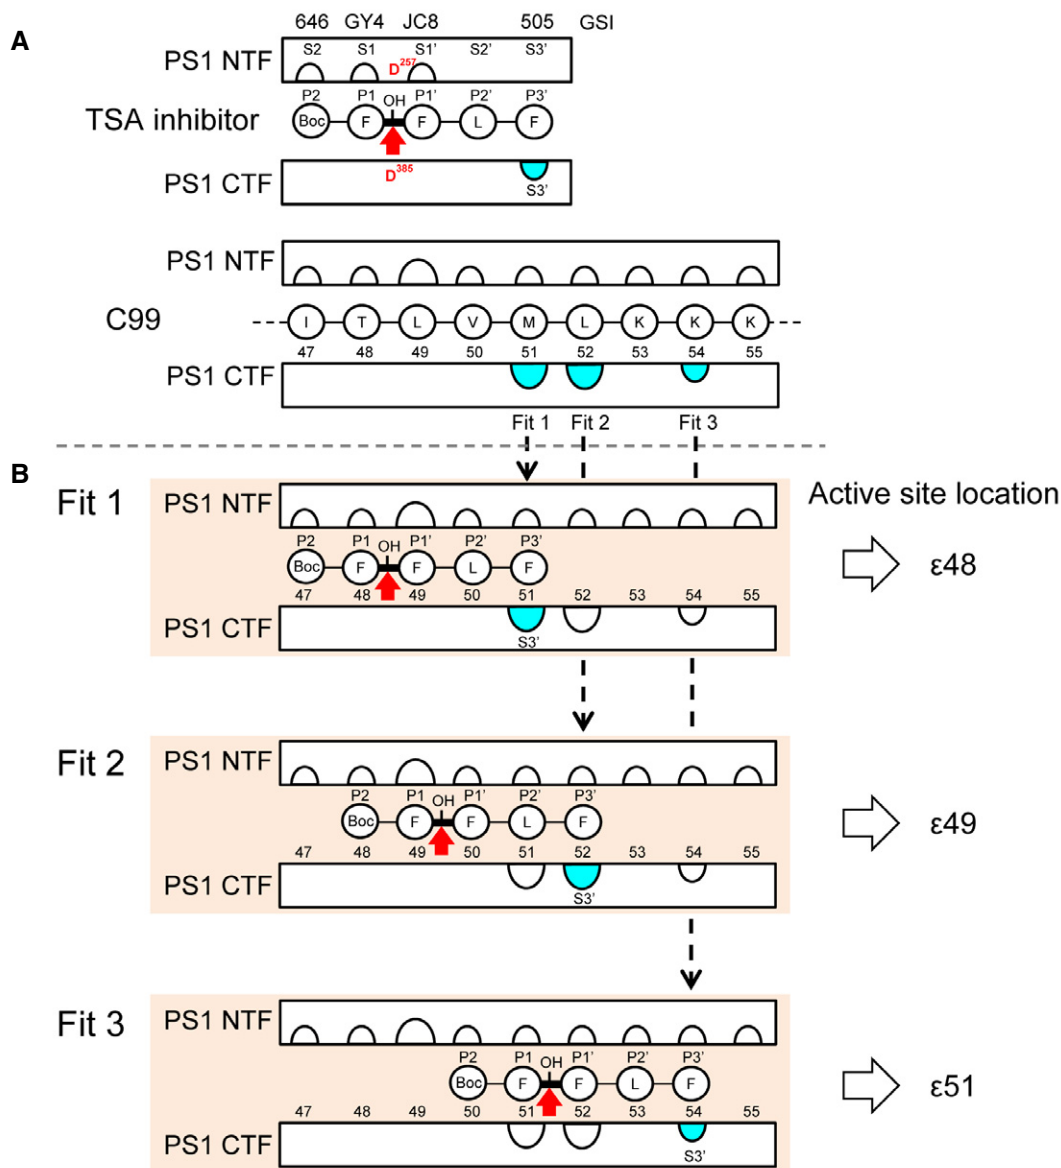 A
646 GY4 JC8 505 GSI
PS1 NTF S2 S1 D257 S1' S2' S3'
P2 P1 OH P1' P2' P3'
TSA inhibitor Boc F F L F
PS1 CTF D385 S3'
PS1 NTF
C99 I T L V M L K K K
47 48 49 50 51 52 53 54 55
PS1 CTF
Fit 1 Fit 2 Fit 3
B
Fit 1 PS1 NTF Active site location
P2 P1 OH P1' P2' P3'
Boc F F L F ε48
47 48 49 50 51 52 53 54 55
PS1 CTF S3'
Fit 2 PS1 NTF
P2 P1 OH P1' P2' P3'
Boc F F L F ε49
47 48 49 50 51 52 53 54 55
PS1 CTF S3'
Fit 3 PS1 NTF
P2 P1 OH P1' P2' P3'
Boc F F L F ε51
47 48 49 50 51 52 53 54 55
PS1 CTF S3'